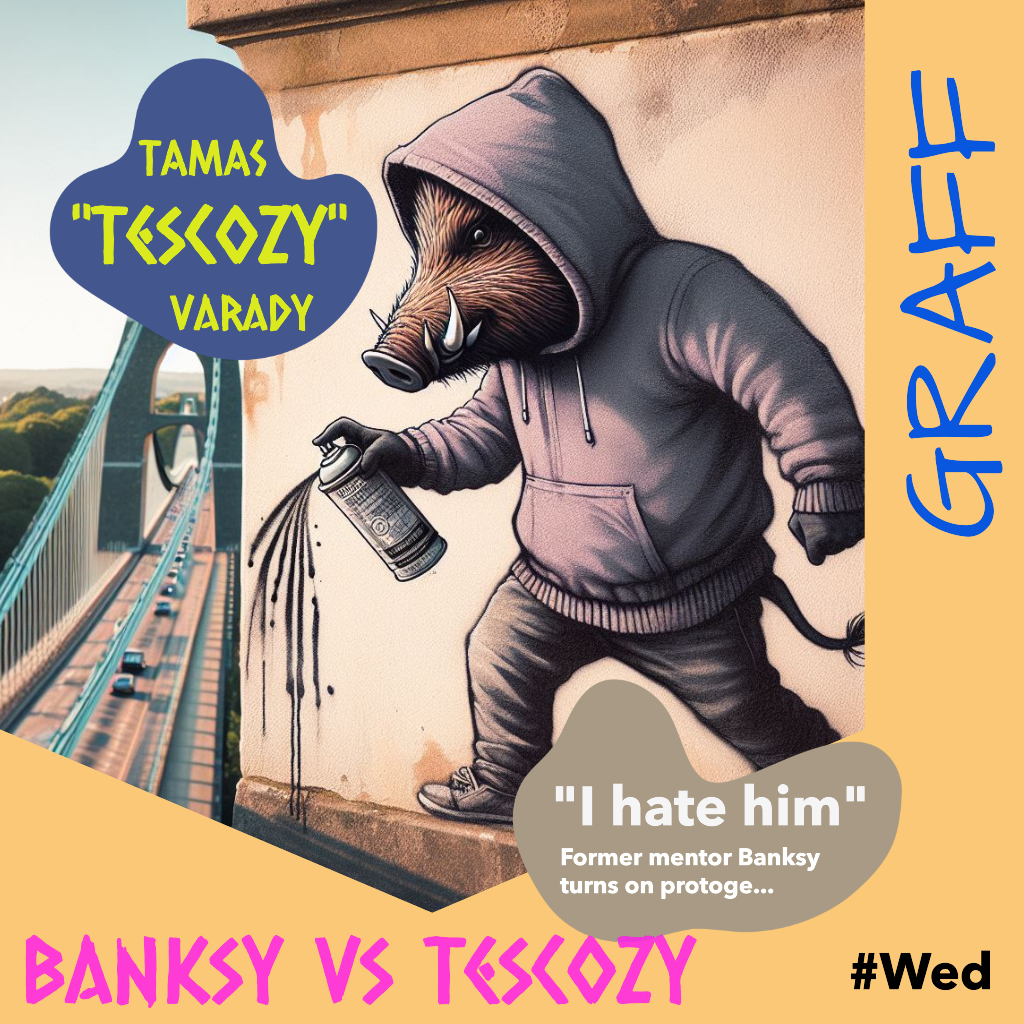 TAMAS
"TESCOZY"
VARADY
GRAFF
"I hate him"
Former mentor Banksy
turns on protoge...
BANKSY VS TESCOZY
#Wed